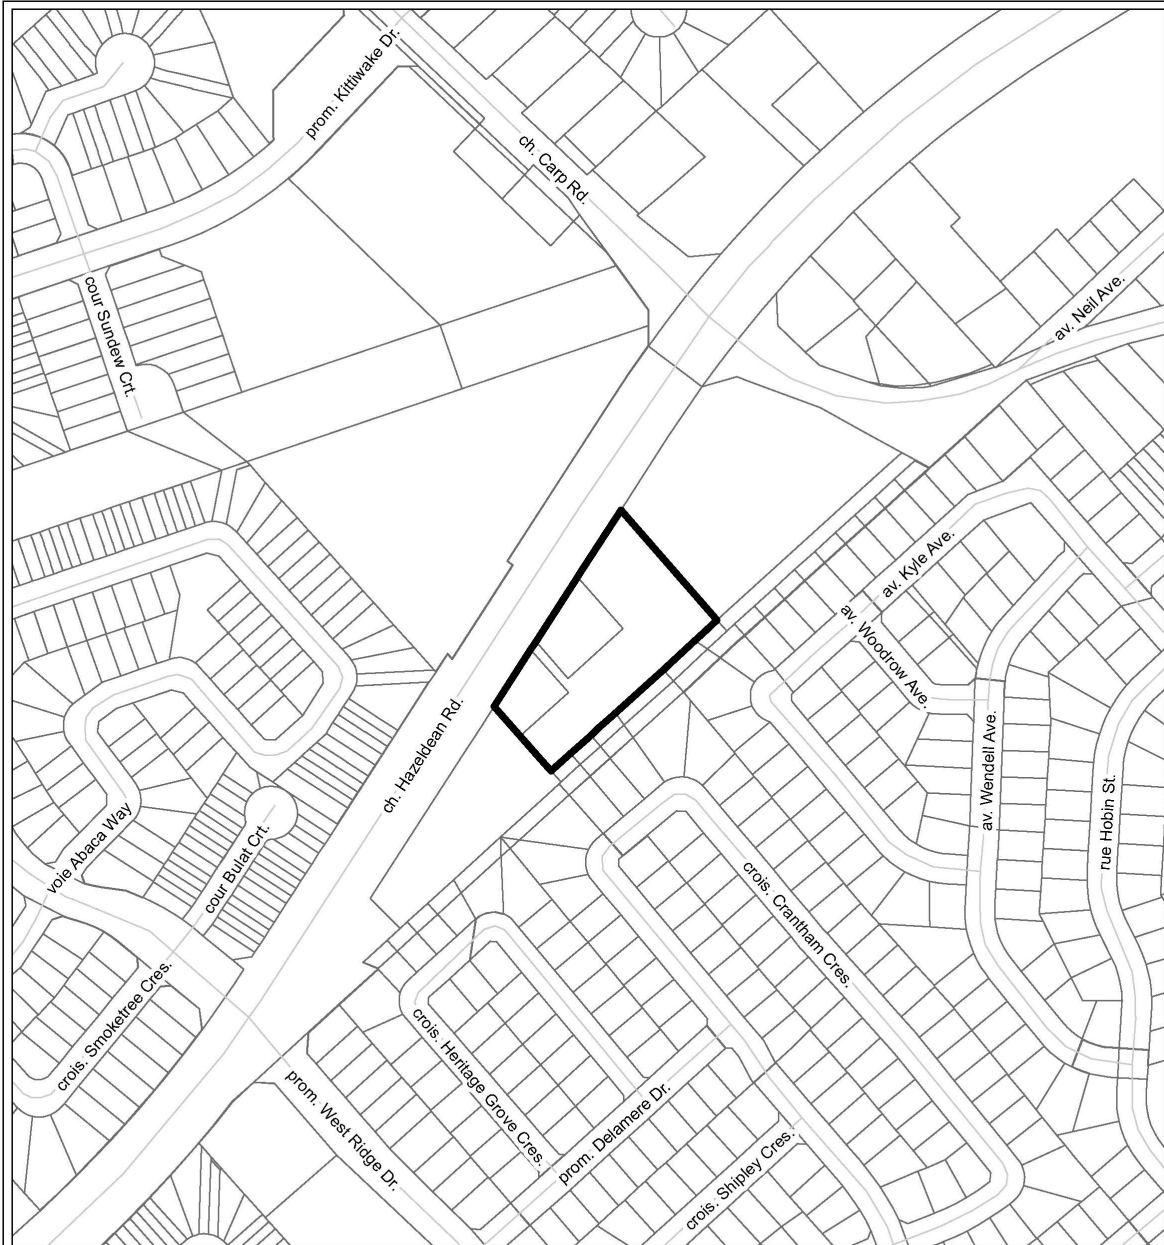 prom. Kittiwake Dr.
ch. Carp Rd.
av. Neil Ave.
cour Sundew Crt.
av. Kyle Ave.
av. Woodrow Ave.
ch. Hazeldean Rd.
av. Wendell Ave.
rue Hobin St.
voie Abaca Way
cour Bulat Crt.
crois. Crantham Cres.
crois. Smoketree Cres.
crois. Heritage Grove Cres.
prom. West Ridge Dr.
prom. Delamere Dr.
crois. Shipley Cres.